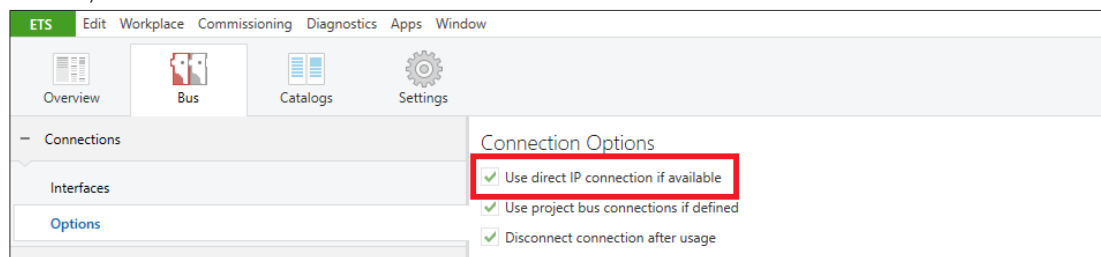 ETS Edit Workplace Commissioning Diagnostics Apps Window
Overview Bus Catalogs Settings
Connections
Interfaces
Options
Connection Options
Use direct IP connection if available
Use project bus connections if defined
Disconnect connection after usage